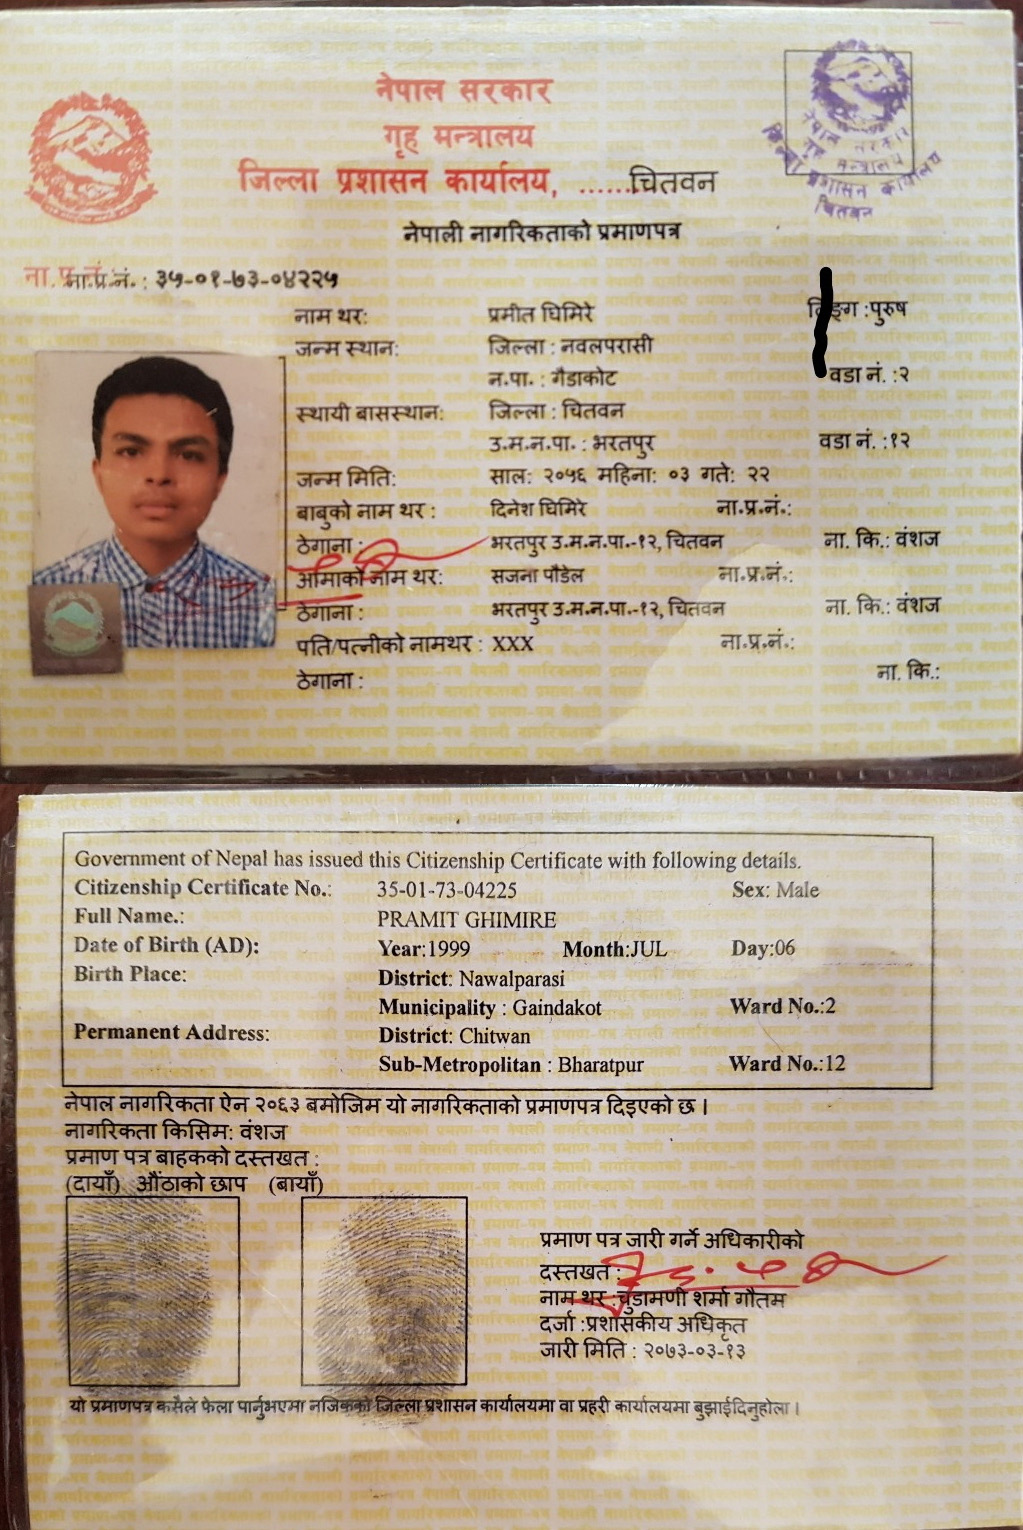 नेपाल सरकार
गृह मन्त्रालय
जिल्ला प्रशासन कार्यालय, ......चितवन
नेपाल सरकार
गृह मन्त्रालय
जिल्ला प्रशासन कार्यालय
चितवन
नेपाली नागरिकताको प्रमाणपत्र
ना.प्र.नं. ना.प्र.नं. : ३५-०१-७३-०४२२५
नाम थर: प्रमीत घिमिरे लिङ्ग :पुरुष
जन्म स्थान: जिल्ला : नवलपरासी
न.पा. : गैडाकोट वडा नं. :२
स्थायी बासस्थान: जिल्ला : चितवन
उ.म.न.पा. : भरतपुर वडा नं. :१२
जन्म मिति: साल: २०५६ महिना: ०३ गते: २२
बाबुको नाम थर : दिनेश घिमिरे ना.प्र.नं.:
ठेगाना : भरतपुर उ.म.न.पा.-१२, चितवन ना. कि.: वंशज
आमाको नाम थर: सजना पौडेल ना.प्र.नं.:
ठेगाना : भरतपुर उ.म.न.पा.-१२, चितवन ना. कि.: वंशज
पति/पत्नीको नामथर : XXX ना.प्र.नं.:
ठेगाना : ना. कि.:
Government of Nepal has issued this Citizenship Certificate with following details.
Citizenship Certificate No.: 35-01-73-04225 Sex: Male
Full Name.: PRAMIT GHIMIRE
Date of Birth (AD): Year:1999 Month:JUL Day:06
Birth Place: District: Nawalparasi
Municipality : Gaindakot Ward No.:2
Permanent Address: District: Chitwan
Sub-Metropolitan : Bharatpur Ward No.:12
नेपाल नागरिकता ऐन २०६३ बमोजिम यो नागरिकताको प्रमाणपत्र दिइएको छ ।
नागरिकता किसिम: वंशज
प्रमाण पत्र बाहकको दस्तखत :
(दायाँ) औंठाको छाप (बायाँ)
प्रमाण पत्र जारी गर्ने अधिकारीको
दस्तखत :
नाम थर :चुडामणी शर्मा गौतम
दर्जा :प्रशासकीय अधिकृत
जारी मिति : २०७३-०३-१३
यो प्रमाणपत्र कसैले फेला पार्नुभएमा नजिकको जिल्ला प्रशासन कार्यालयमा वा प्रहरी कार्यालयमा बुझाईदिनुहोला ।